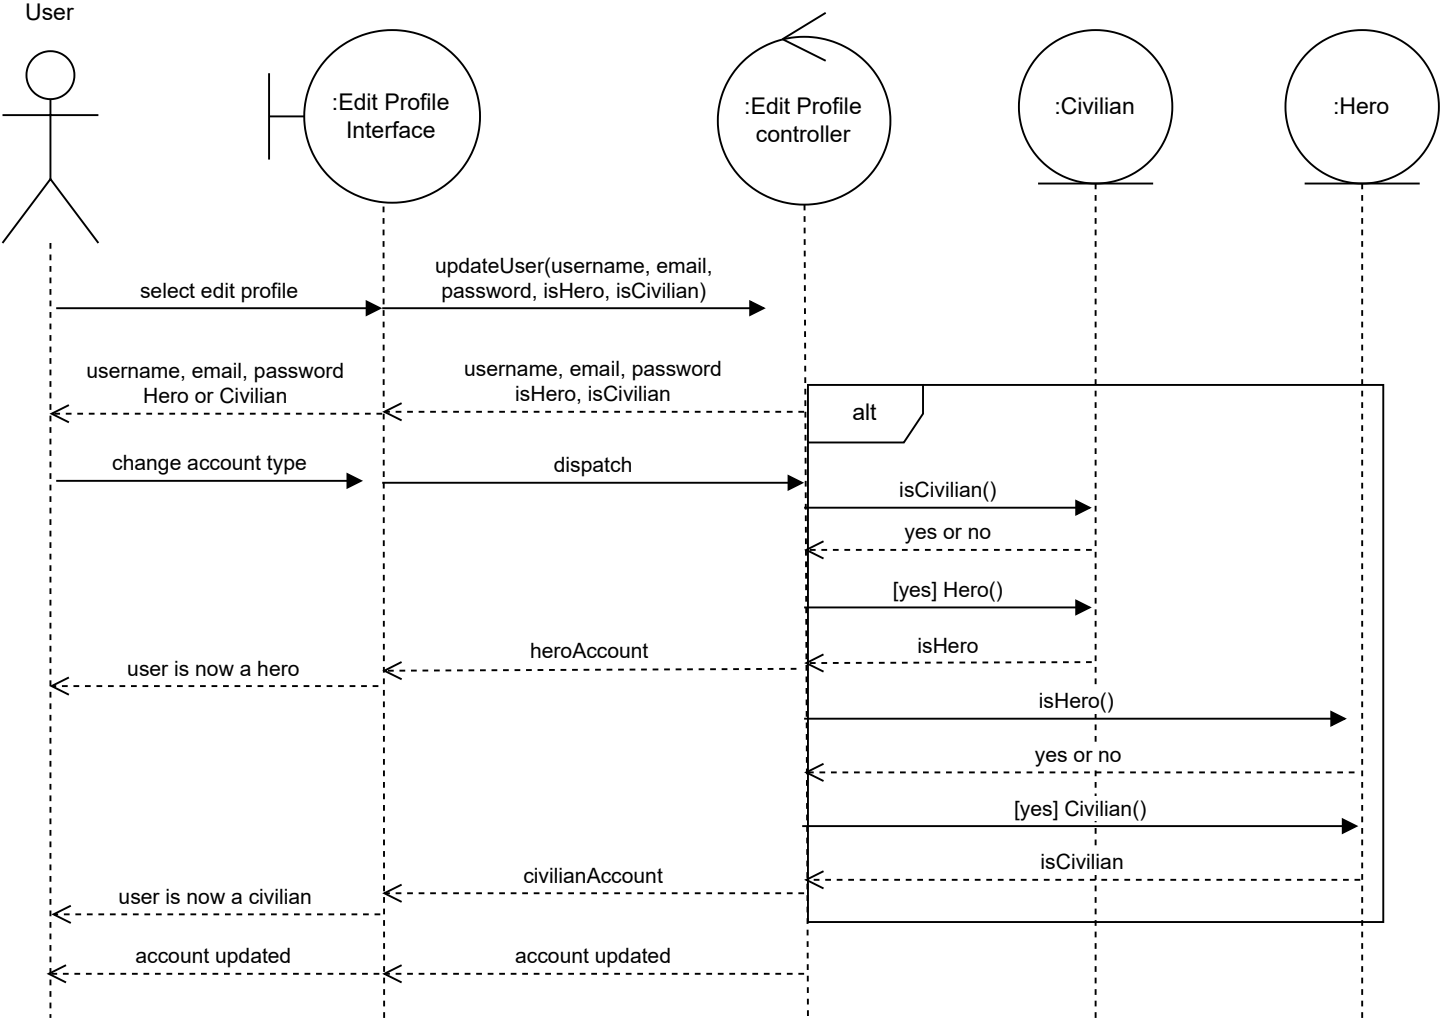 User
:Edit Profile
Interface
:Edit Profile
controller
:Civilian
:Hero
select edit profile
updateUser(username, email,
password, isHero, isCivilian)
username, email, password
Hero or Civilian
username, email, password
isHero, isCivilian
alt
change account type
dispatch
isCivilian()
yes or no
[yes] Hero()
isHero
heroAccount
user is now a hero
isHero()
yes or no
[yes] Civilian()
isCivilian
civilianAccount
user is now a civilian
account updated
account updated